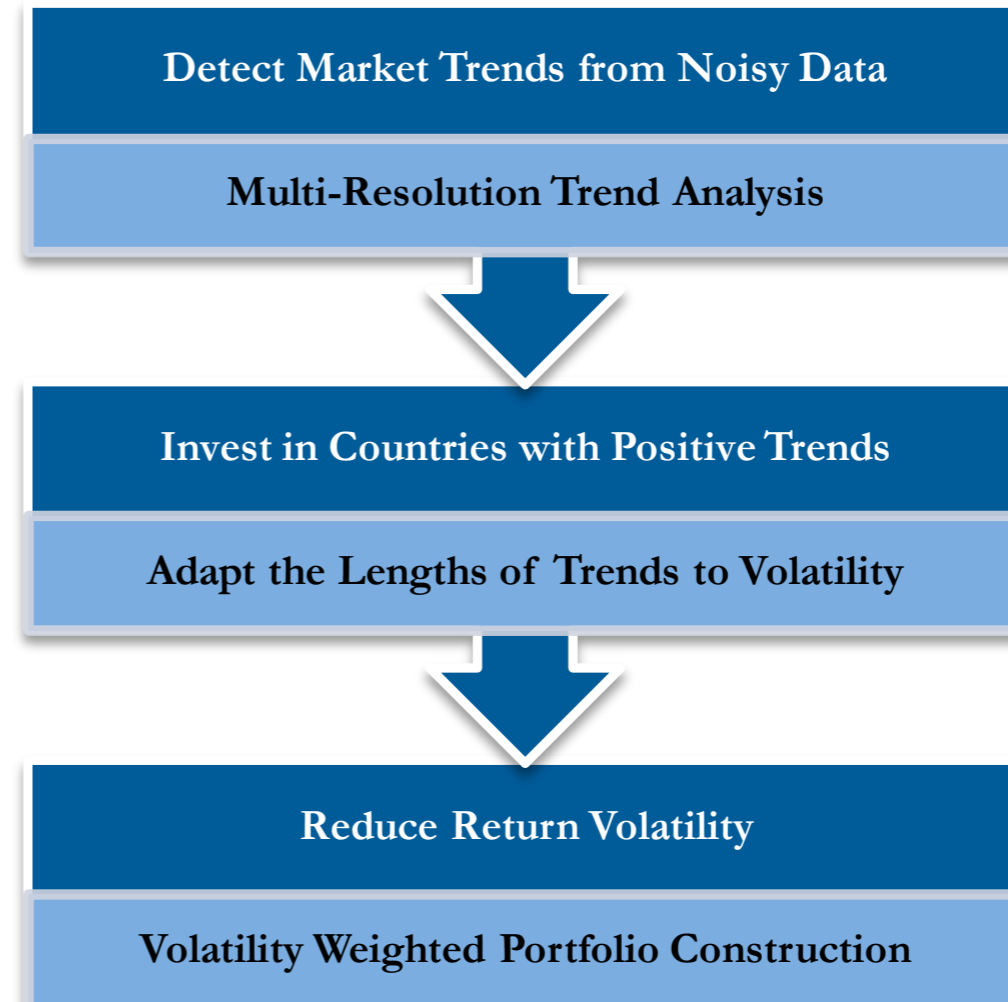 Detect Market Trends from Noisy Data
Multi-Resolution Trend Analysis
Invest in Countries with Positive Trends
Adapt the Lengths of Trends to Volatility
Reduce Return Volatility
Volatility Weighted Portfolio Construction